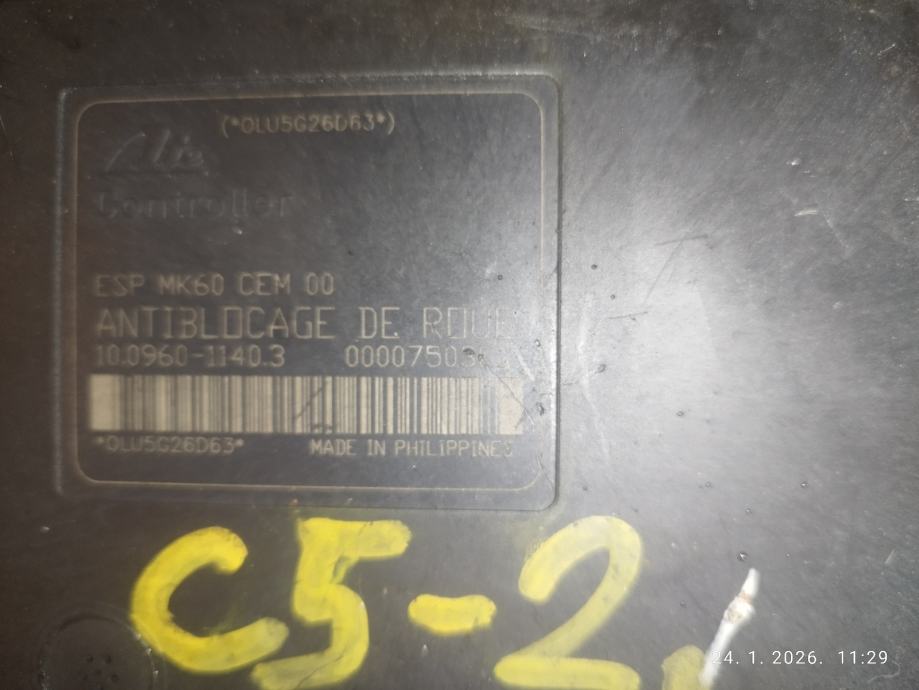 (*OLU5G26D63*)
Ate
Controller
ESP MK60 CEM 00
ANTIBLOCAGE DE
10.0960-1140.3
*OLU5G26D63* MADE IN PHILIPPINES
C5-2
24. 1. 2026. 11:29